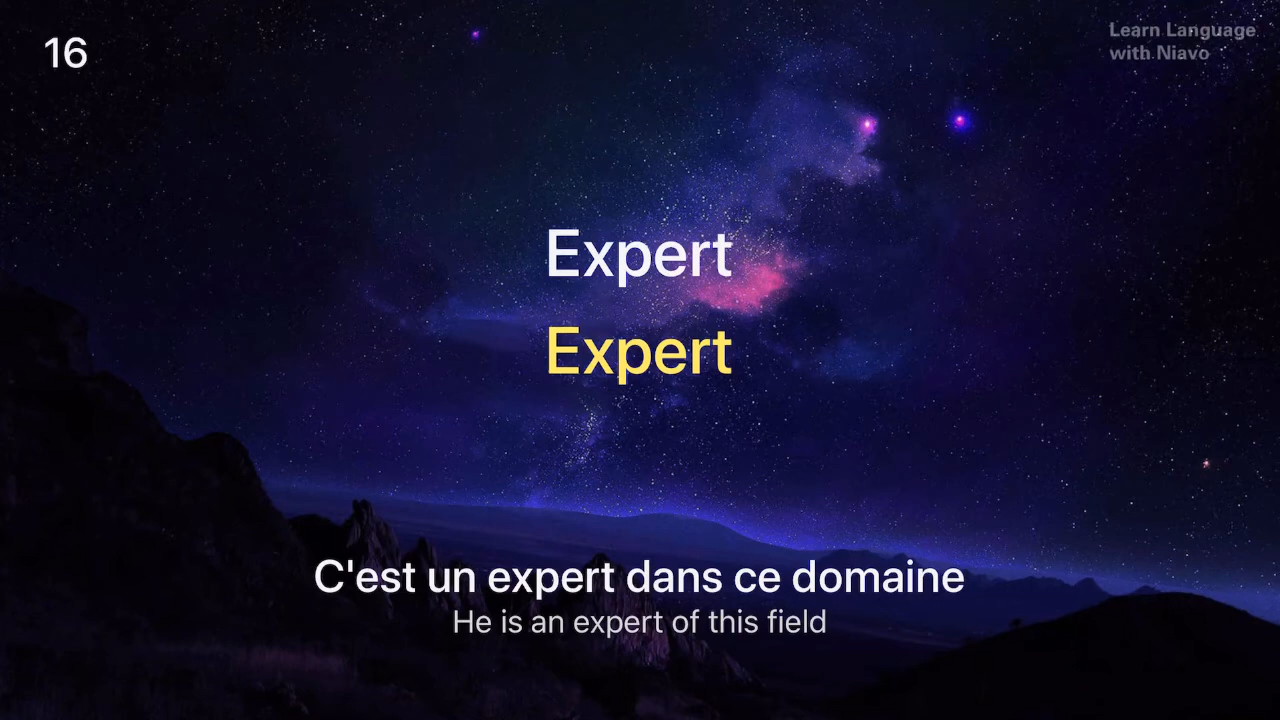 16
Learn Language
with Niavo
Expert
Expert
C'est un expert dans ce domaine
He is an expert of this field